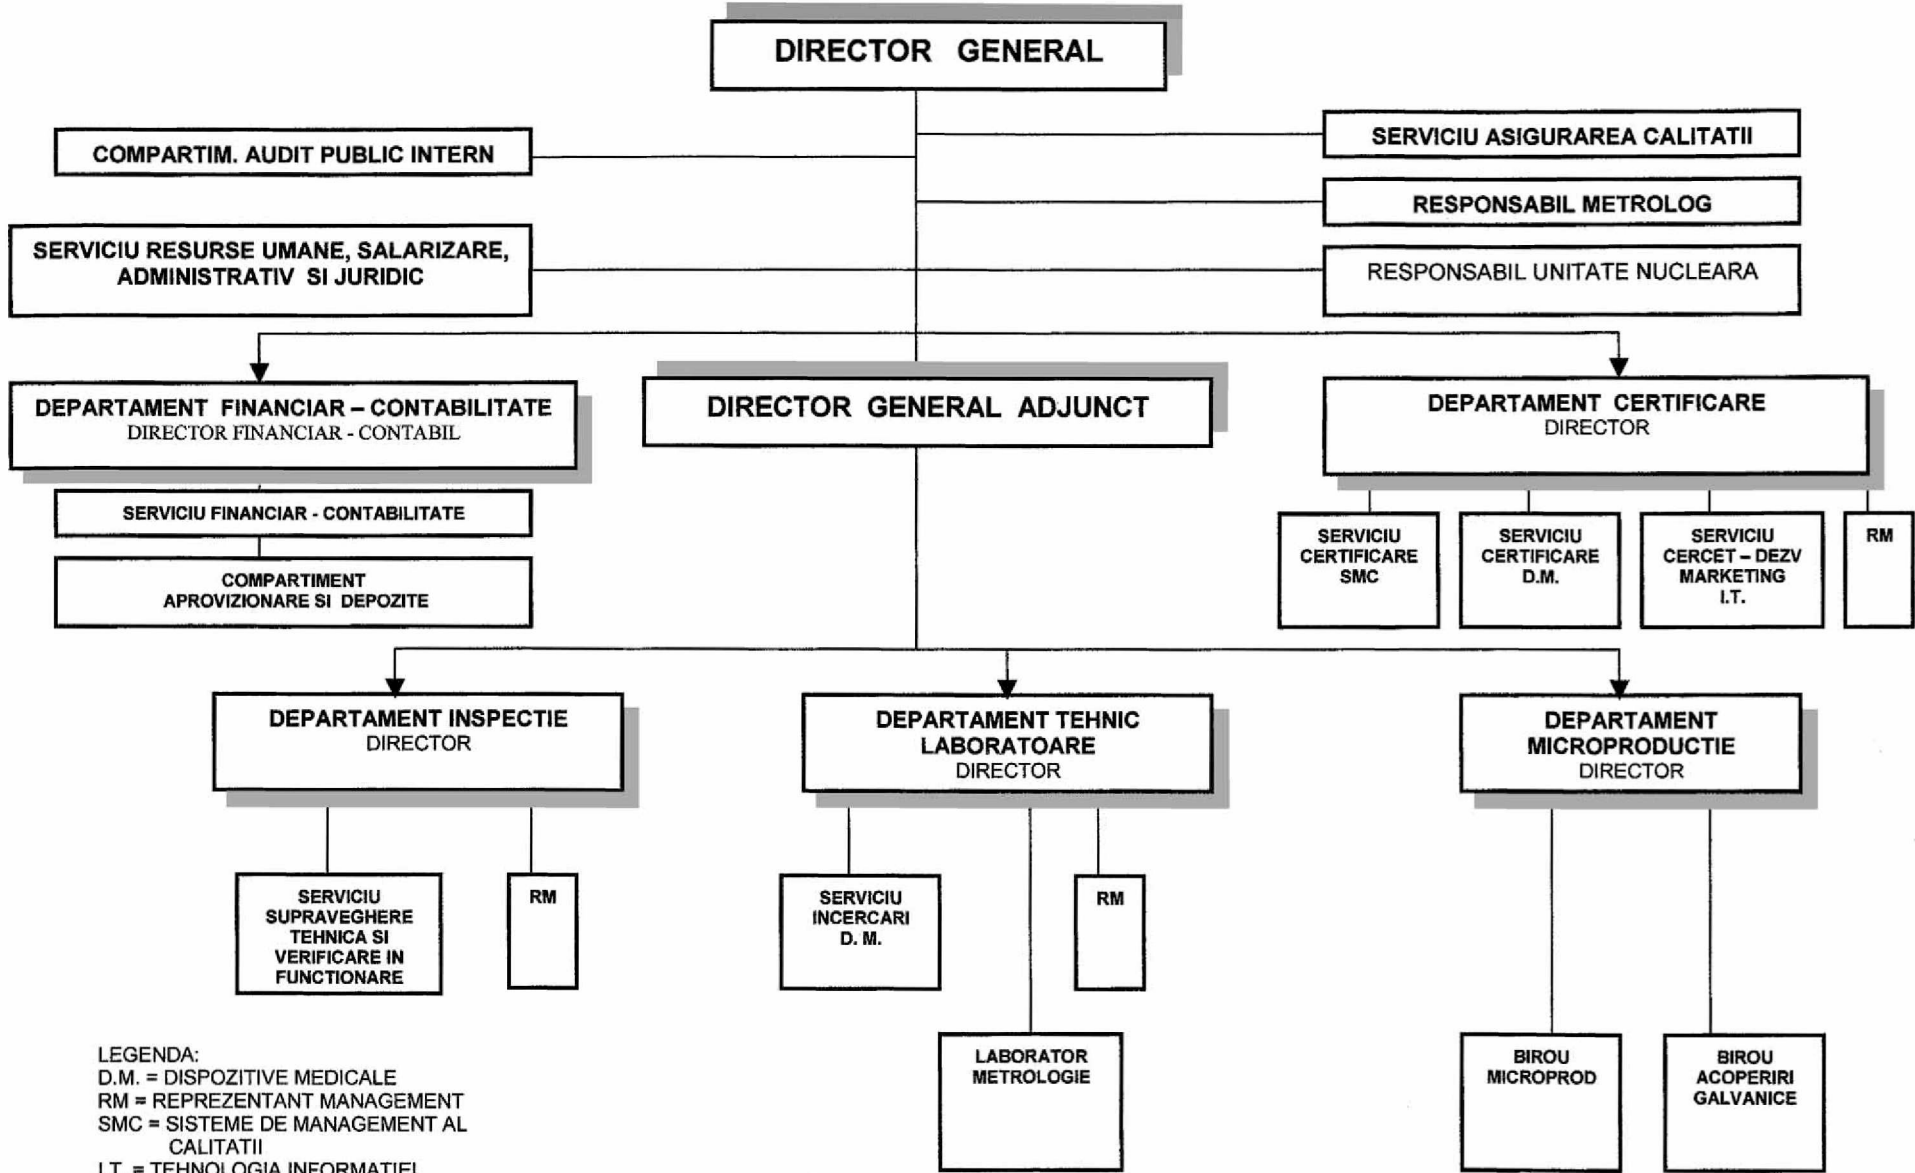 DIRECTOR GENERAL
COMPARTIM. AUDIT PUBLIC INTERN
SERVICIU ASIGURAREA CALITATII
RESPONSABIL METROLOG
SERVICIU RESURSE UMANE, SALARIZARE,
ADMINISTRATIV SI JURIDIC
RESPONSABIL UNITATE NUCLEARA
DEPARTAMENT FINANCIAR – CONTABILITATE
DIRECTOR FINANCIAR - CONTABIL
DIRECTOR GENERAL ADJUNCT
DEPARTAMENT CERTIFICARE
DIRECTOR
SERVICIU FINANCIAR - CONTABILITATE
COMPARTIMENT
APROVIZIONARE SI DEPOZITE
SERVICIU
CERTIFICARE
SMC
SERVICIU
CERTIFICARE
D.M.
SERVICIU
CERCET – DEZV
MARKETING
I.T.
RM
DEPARTAMENT INSPECTIE
DIRECTOR
DEPARTAMENT TEHNIC
LABORATOARE
DIRECTOR
DEPARTAMENT
MICROPRODUCTIE
DIRECTOR
SERVICIU
SUPRAVEGHERE
TEHNICA SI
VERIFICARE IN
FUNCTIONARE
RM
SERVICIU
INCERCARI
D. M.
RM
LABORATOR
METROLOGIE
BIROU
MICROPROD
BIROU
ACOPERIRI
GALVANICE
LEGENDA:
D.M. = DISPOZITIVE MEDICALE
RM = REPREZENTANT MANAGEMENT
SMC = SISTEME DE MANAGEMENT AL
CALITATII
I.T. = TEHNOLOGIA INFORMATIEI